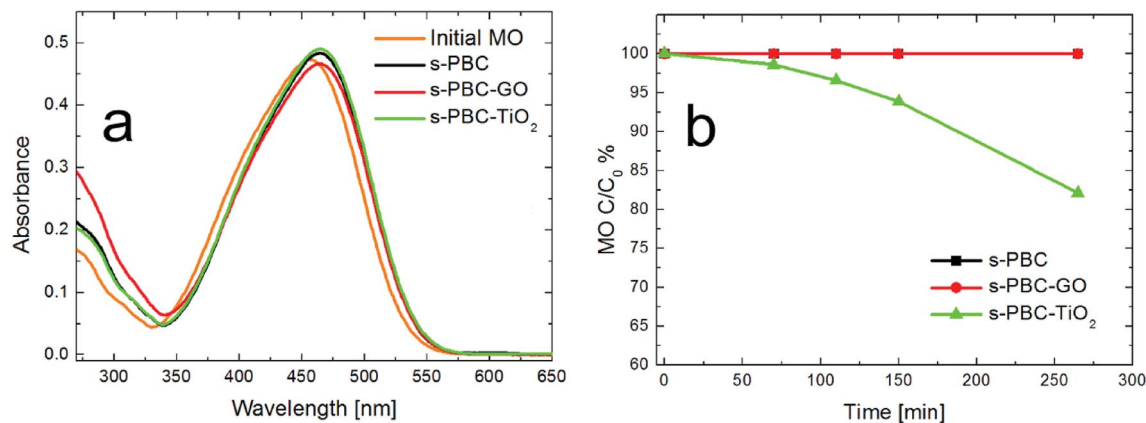 a
Initial MO
s-PBC
s-PBC-GO
s-PBC-TiO₂
0.5
0.4
0.3
0.2
0.1
0.0
Absorbance
300 350 400 450 500 550 600 650
Wavelength [nm]
b
100
95
90
85
80
75
70
65
60
MO C/C₀ %
s-PBC
s-PBC-GO
s-PBC-TiO₂
0 50 100 150 200 250 300
Time [min]